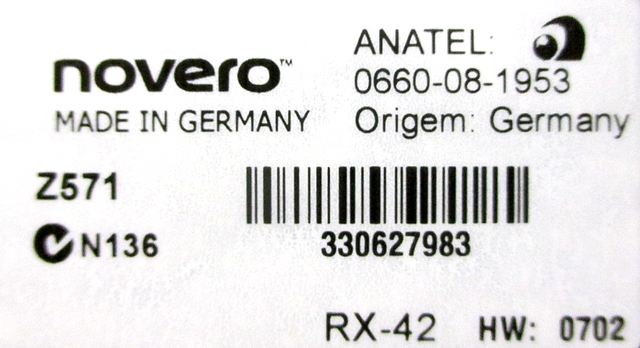 novero™
MADE IN GERMANY
ANATEL:
0660-08-1953
Origem: Germany
Z571
N136
330627983
RX-42 HW: 0702